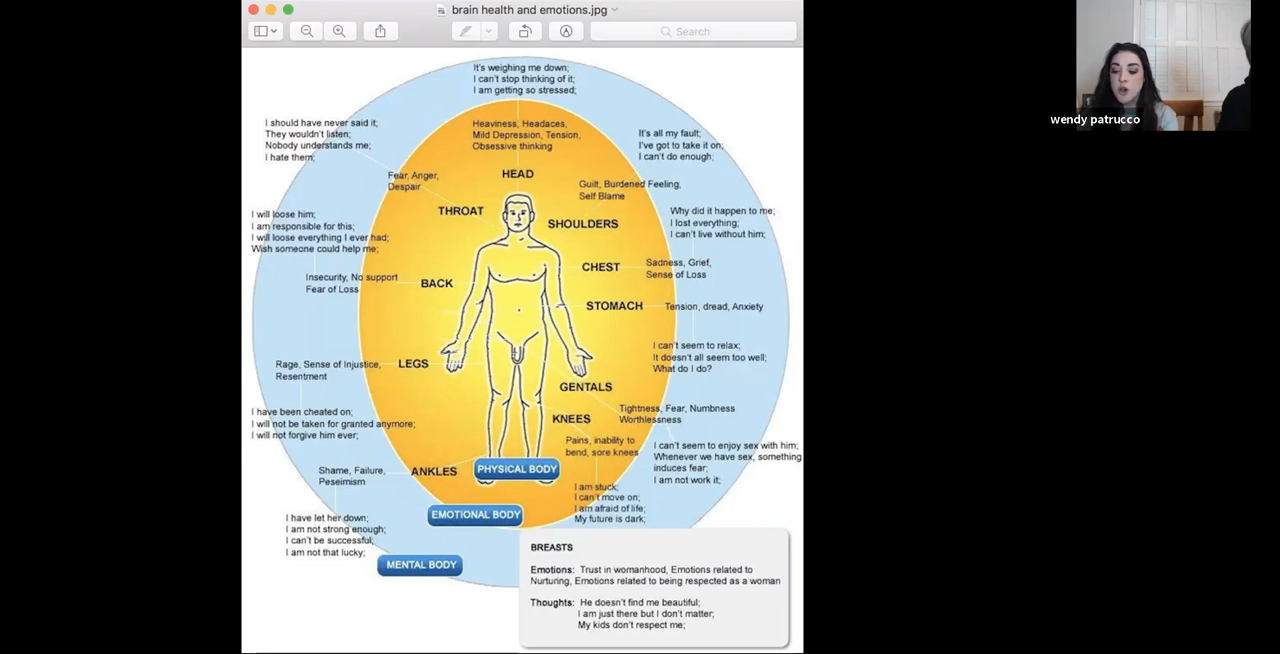 brain health and emotions.jpg
Search
wendy patrucco
It's weighing me down;
I can't stop thinking of it;
I am getting so stressed;
I should have never said it;
They wouldn't listen;
Nobody understands me;
I hate them;
Heaviness, Headaces,
Mild Depression, Tension,
Obsessive thinking
It's all my fault;
I've got to take it on;
I can't do enough;
Fear, Anger,
Despair
HEAD
Guilt, Burdened Feeling,
Self Blame
THROAT
SHOULDERS
I will loose him;
I am responsible for this;
I will loose everything I ever had;
Wish someone could help me;
Why did it happen to me;
I lost everything;
I can't live without him;
CHEST
Sadness, Grief,
Sense of Loss
Insecurity, No support
Fear of Loss
BACK
STOMACH
Tension, dread, Anxiety
I can't seem to relax;
It doesn't all seem too well;
What do I do?
Rage, Sense of Injustice,
Resentment
LEGS
GENTALS
Tightness, Fear, Numbness
Worthlessness
I have been cheated on;
I will not be taken for granted anymore;
I will not forgive him ever;
KNEES
Pains, inability to
bend, sore knees
I can't seem to enjoy sex with him;
Whenever we have sex, something
induces fear;
I am not work it;
Shame, Failure,
Peseimism
ANKLES
PHYSICAL BODY
I am stuck;
I can't move on;
I am afraid of life;
My future is dark;
EMOTIONAL BODY
I have let her down;
I am not strong enough;
I can't be successful;
I am not that lucky;
MENTAL BODY
BREASTS
Emotions: Trust in womanhood, Emotions related to
Nurturing, Emotions related to being respected as a woman
Thoughts: He doesn't find me beautiful;
I am just there but I don't matter;
My kids don't respect me;